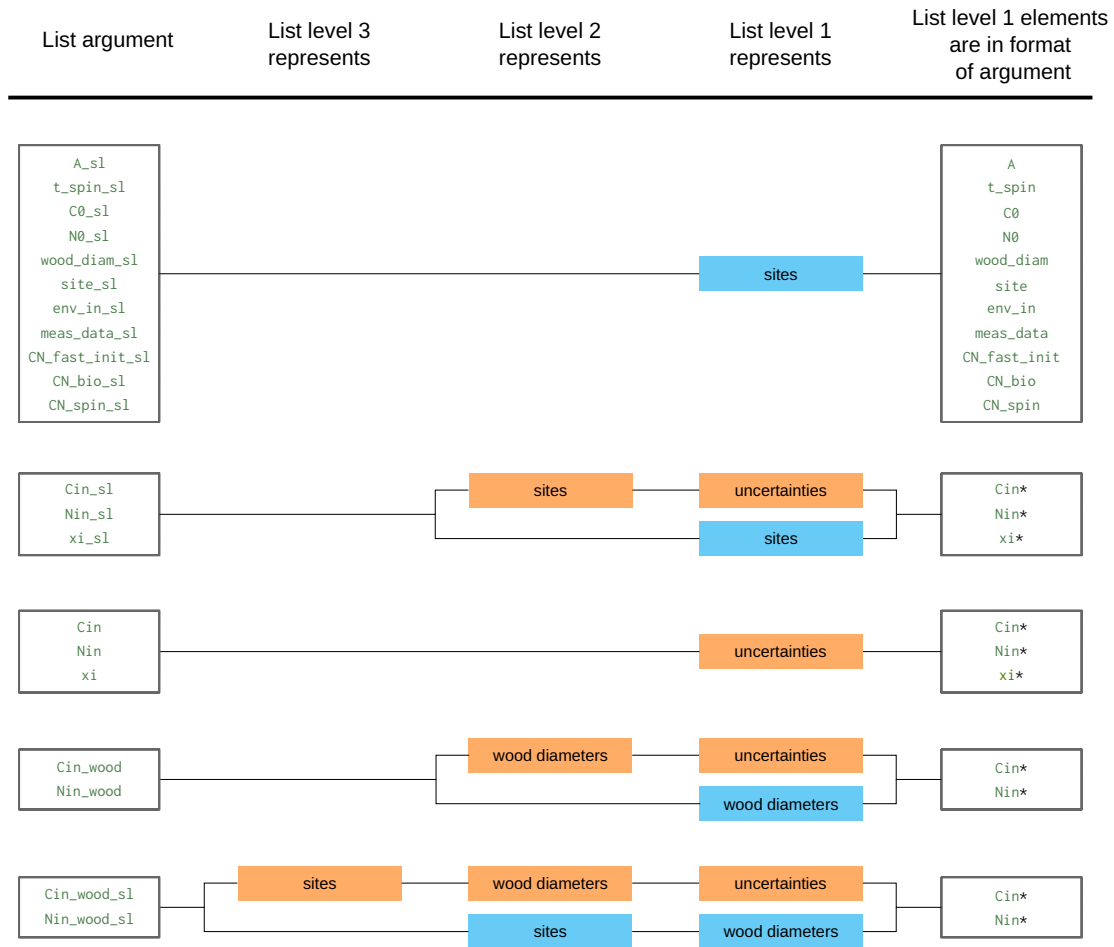 List argument
List level 3
represents
List level 2
represents
List level 1
represents
List level 1 elements
are in format
of argument
A_sl
t_spin_sl
C0_sl
N0_sl
wood_diam_sl
site_sl
env_in_sl
meas_data_sl
CN_fast_init_sl
CN_bio_sl
CN_spin_sl
sites
A
t_spin
C0
N0
wood_diam
site
env_in
meas_data
CN_fast_init
CN_bio
CN_spin
Cin_sl
Nin_sl
xi_sl
sites
uncertainties
sites
Cin*
Nin*
xi*
Cin
Nin
xi
uncertainties
Cin*
Nin*
xi*
Cin_wood
Nin_wood
wood diameters
uncertainties
wood diameters
Cin*
Nin*
Cin_wood_sl
Nin_wood_sl
sites
wood diameters
uncertainties
sites
wood diameters
Cin*
Nin*